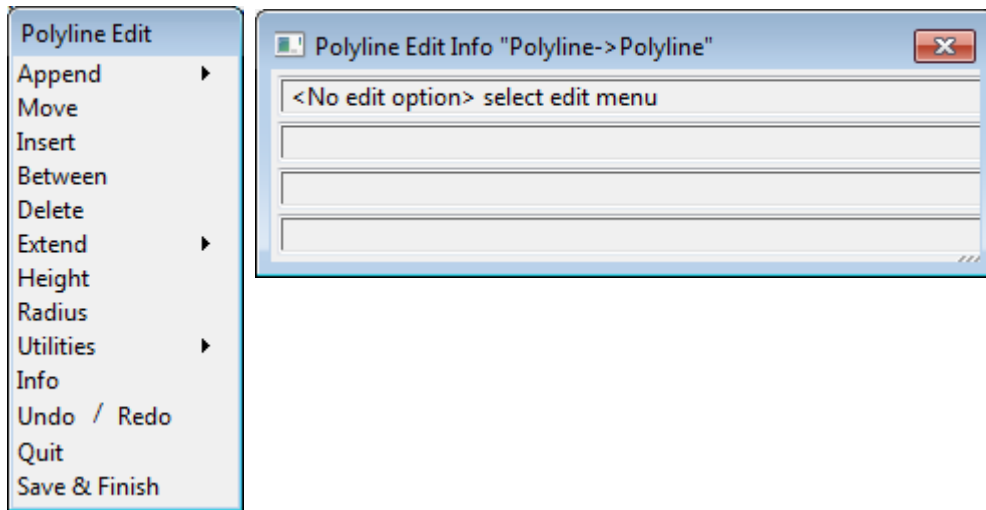 Polyline Edit
Append
Move
Insert
Between
Delete
Extend
Height
Radius
Utilities
Info
Undo / Redo
Quit
Save & Finish
Polyline Edit Info "Polyline->Polyline"
<No edit option> select edit menu